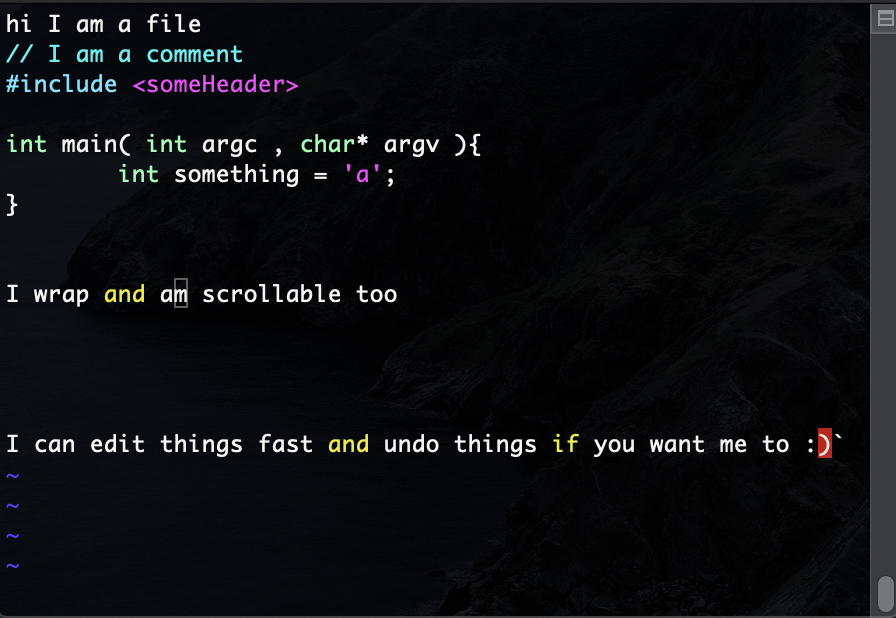 hi I am a file
// I am a comment
#include <someHeader>
int main( int argc , char* argv ){
int something = 'a';
}
I wrap and am scrollable too
I can edit things fast and undo things if you want me to :)`
~
~
~
~